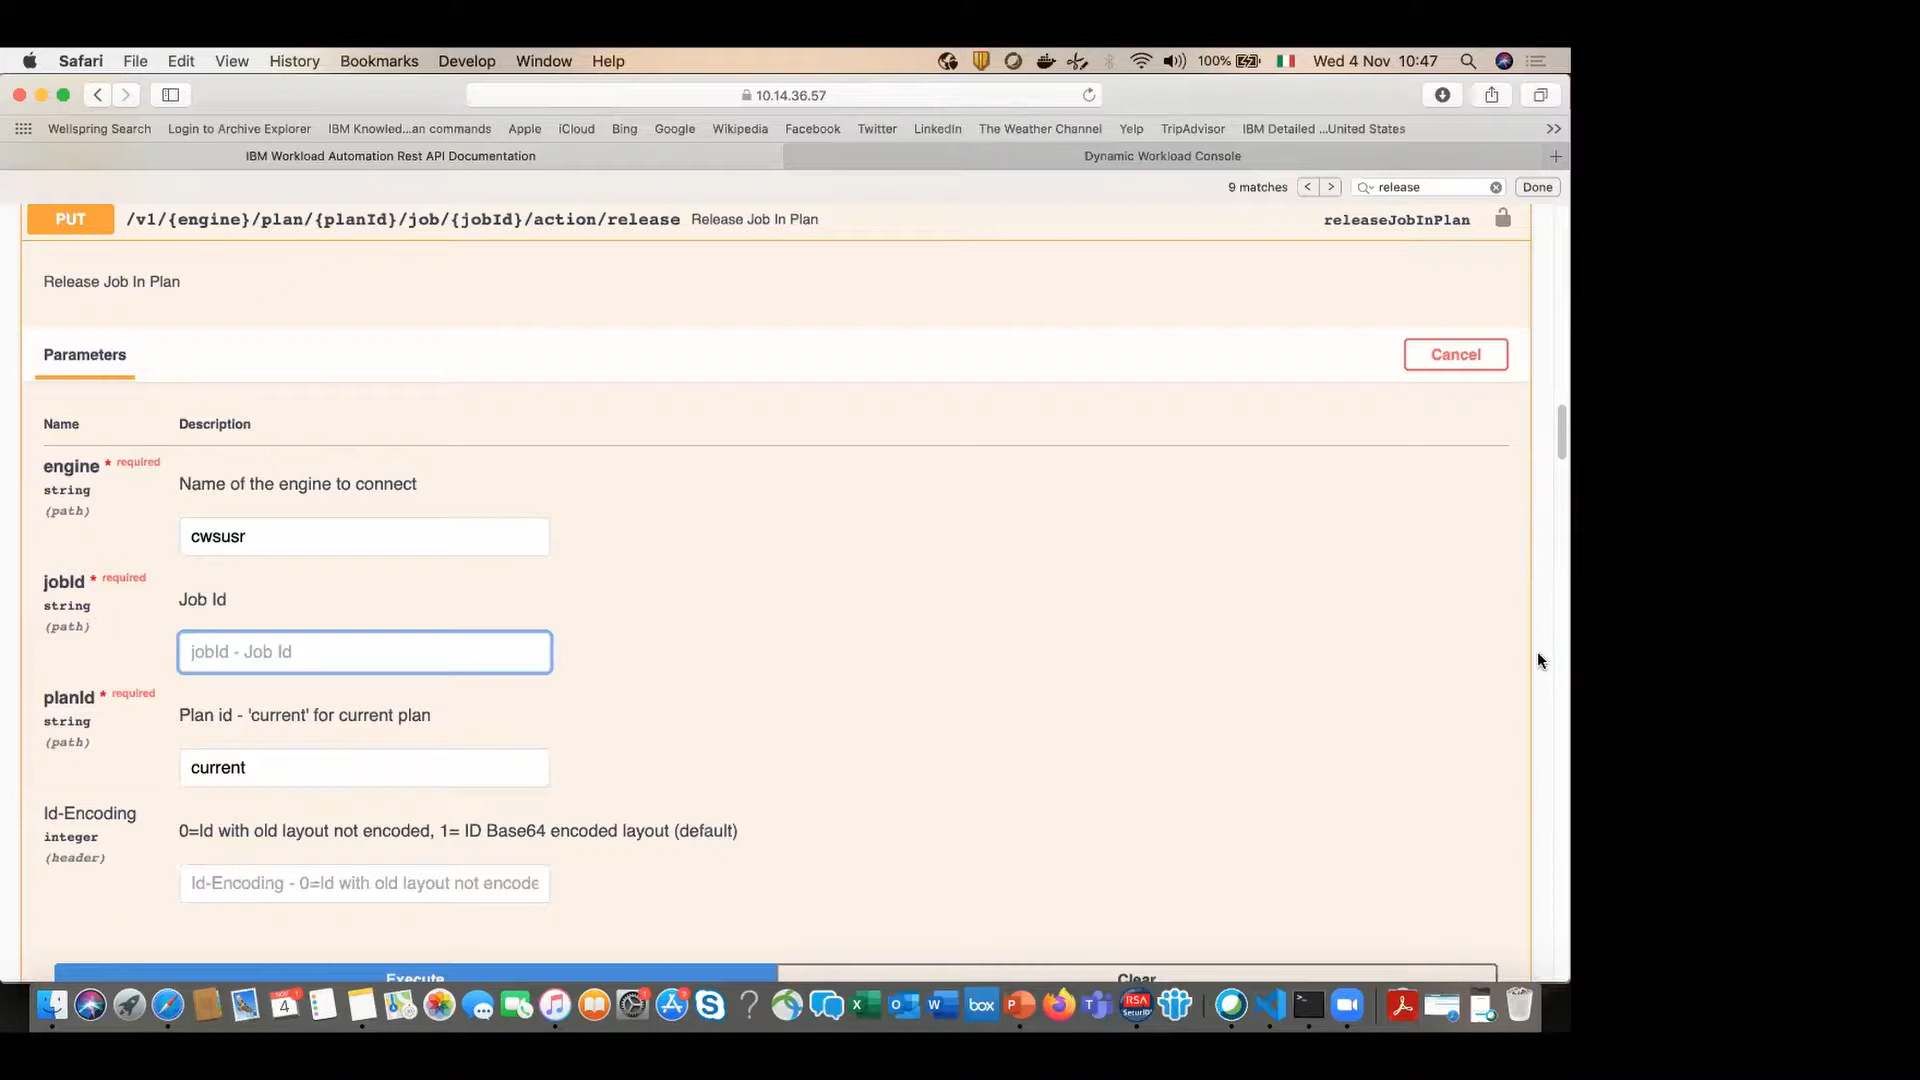 Safari File Edit View History Bookmarks Develop Window Help 100% Wed 4 Nov 10:47
10.14.36.57
Wellspring Search Login to Archive Explorer IBM Knowled...an commands Apple iCloud Bing Google Wikipedia Facebook Twitter LinkedIn The Weather Channel Yelp TripAdvisor IBM Detailed ...United States
IBM Workload Automation Rest API Documentation Dynamic Workload Console
9 matches release Done
PUT /v1/{engine}/plan/{planId}/job/{jobId}/action/release Release Job In Plan releaseJobInPlan
Release Job In Plan
Parameters Cancel
Name Description
engine * required
string
(path)
Name of the engine to connect
cwsusr
jobId * required
string
(path)
Job Id
jobId - Job Id
planId * required
string
(path)
Plan id - 'current' for current plan
current
Id-Encoding
integer
(header)
0=Id with old layout not encoded, 1= ID Base64 encoded layout (default)
Id-Encoding - 0=Id with old layout not encode
Execute Clear
NOV 4 box RSA SecurID